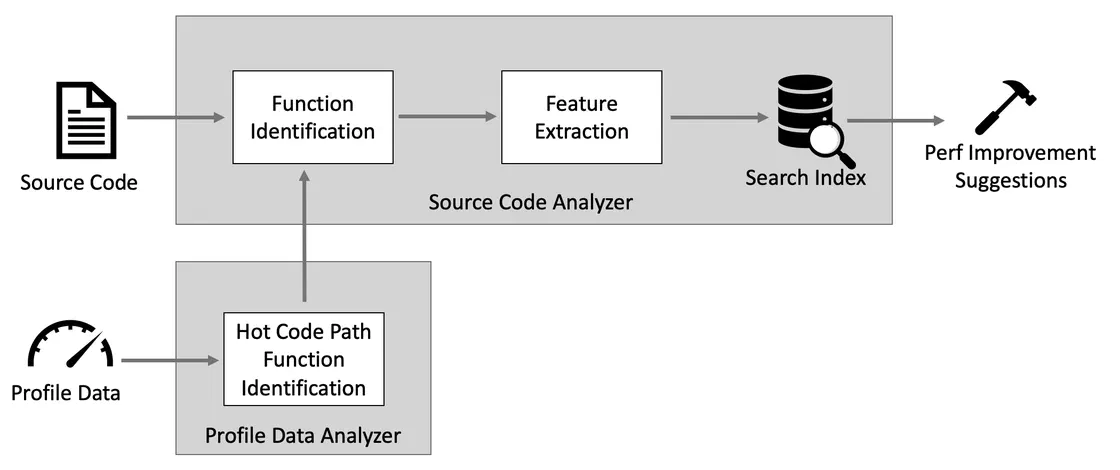 Function
Identification
Feature
Extraction
Source Code
Search Index
Perf Improvement
Suggestions
Source Code Analyzer
Hot Code Path
Function
Identification
Profile Data
Profile Data Analyzer